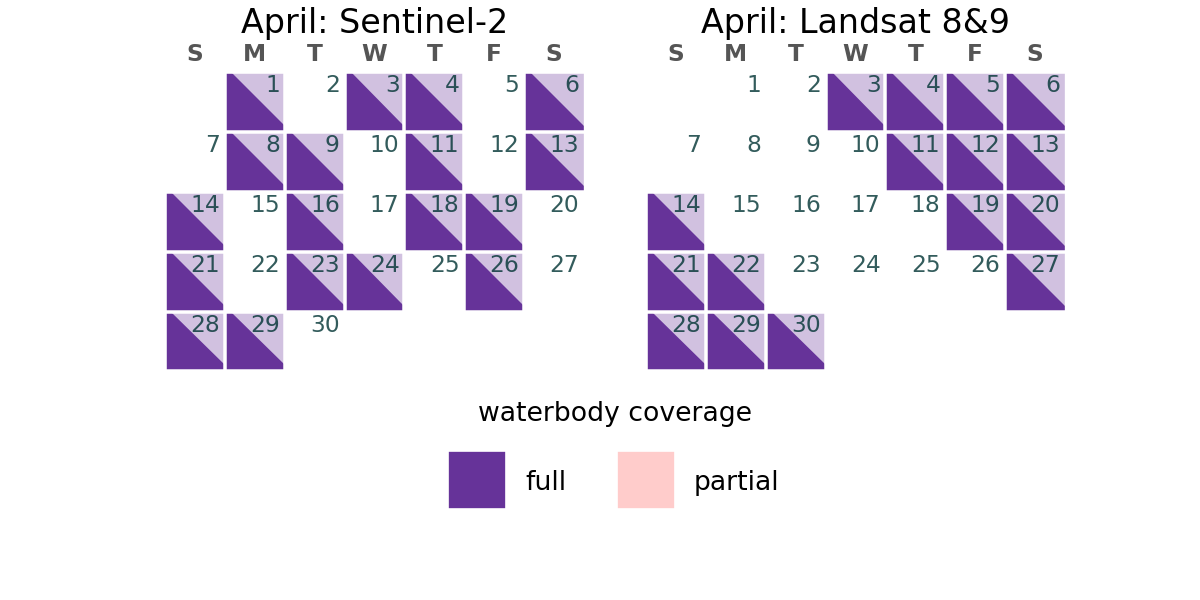 April: Sentinel-2
S M T W T F S
1 2 3 4 5 6
7 8 9 10 11 12 13
14 15 16 17 18 19 20
21 22 23 24 25 26 27
28 29 30
April: Landsat 8&9
S M T W T F S
1 2 3 4 5 6
7 8 9 10 11 12 13
14 15 16 17 18 19 20
21 22 23 24 25 26 27
28 29 30
waterbody coverage
full partial